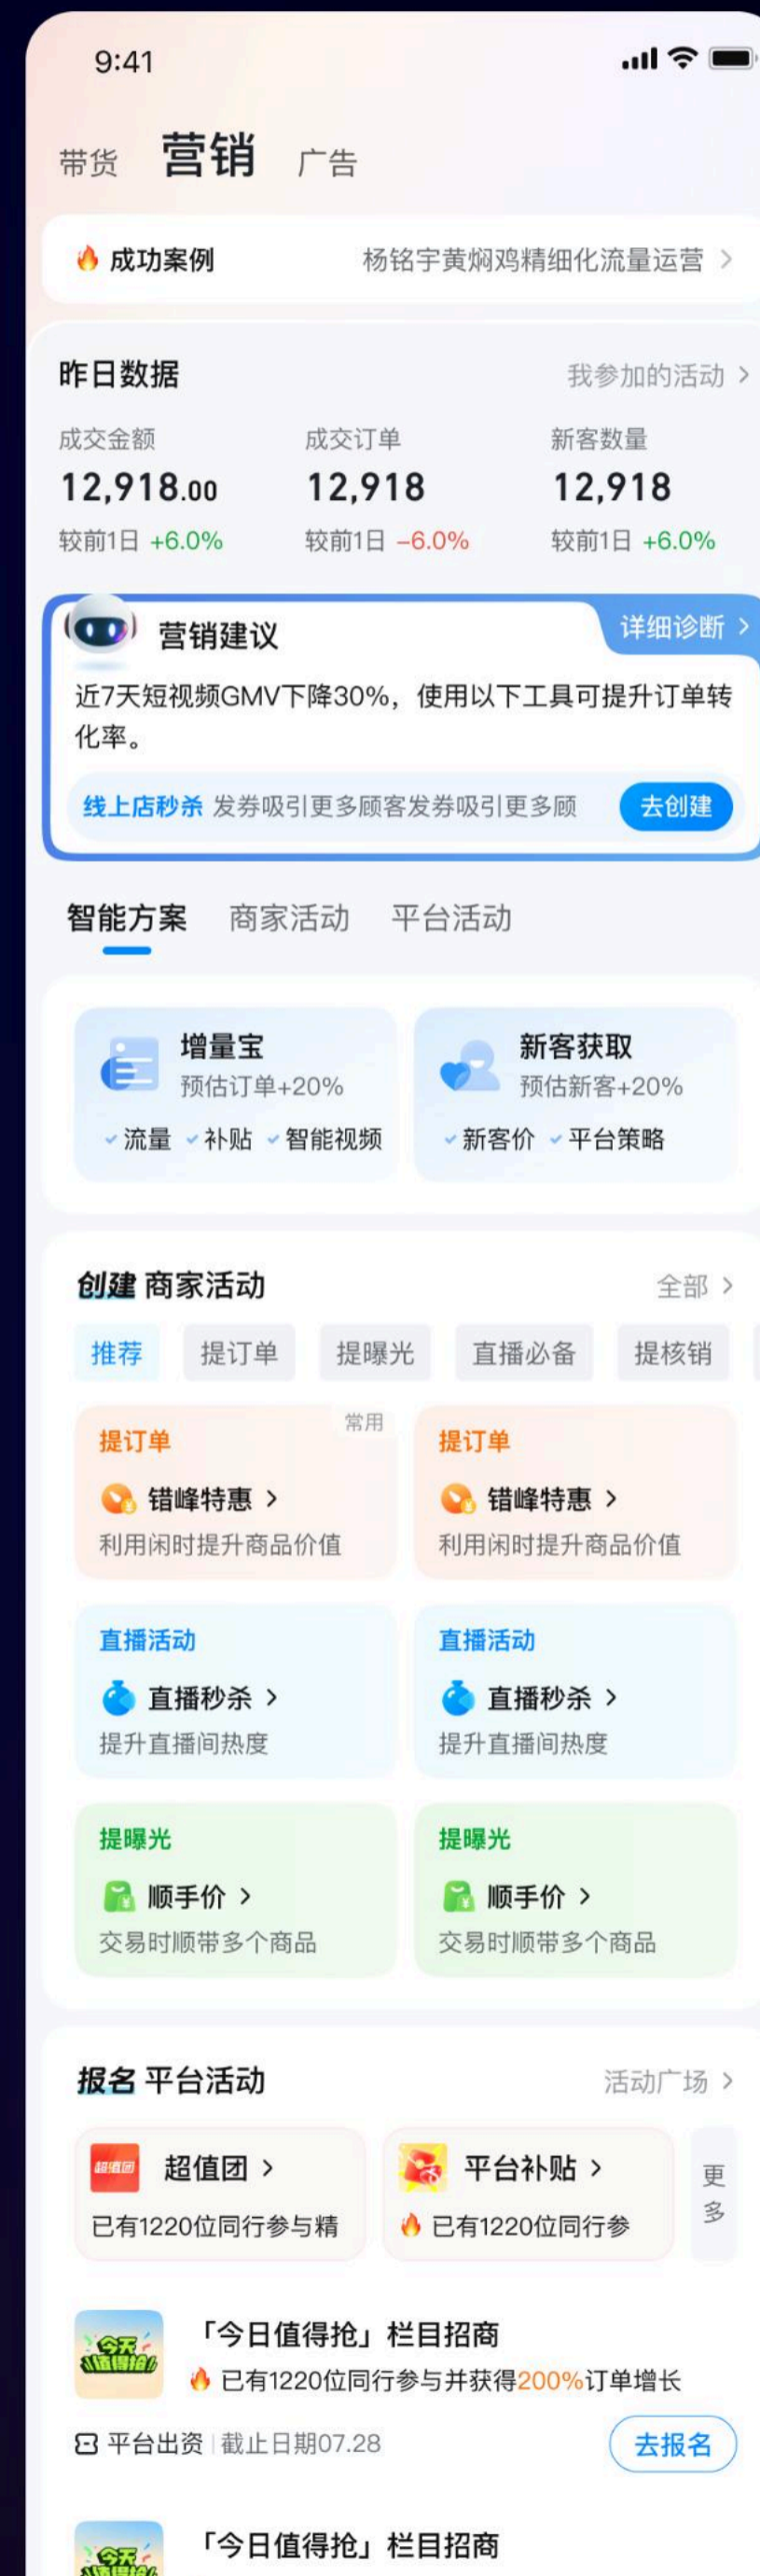 9:41
带货 营销 广告
成功案例 杨铭宇黄焖鸡精细化流量运营
昨日数据 我参加的活动
成交金额 成交订单 新客数量
12,918.00 12,918 12,918
较前1日 +6.0% 较前1日 -6.0% 较前1日 +6.0%
营销建议 详细诊断
近7天短视频GMV下降30%，使用以下工具可提升订单转
化率。
线上店秒杀 发券吸引更多顾客发券吸引更多顾 去创建
智能方案 商家活动 平台活动
增量宝 新客获取
预估订单+20% 预估新客+20%
流量 补贴 智能视频 新客价 平台策略
创建 商家活动 全部
推荐 提订单 提曝光 直播必备 提核销
常用
提订单 提订单
错峰特惠 错峰特惠
利用闲时提升商品价值 利用闲时提升商品价值
直播活动 直播活动
直播秒杀 直播秒杀
提升直播间热度 提升直播间热度
提曝光 提曝光
顺手价 顺手价
交易时顺带多个商品 交易时顺带多个商品
报名 平台活动 活动广场
超值团 超值团 平台补贴 更
已有1220位同行参与精 已有1220位同行参 多
今天
值得抢
「今日值得抢」栏目招商
已有1220位同行参与并获得200%订单增长
平台出资 截止日期07.28 去报名
今天
值得抢
「今日值得抢」栏目招商